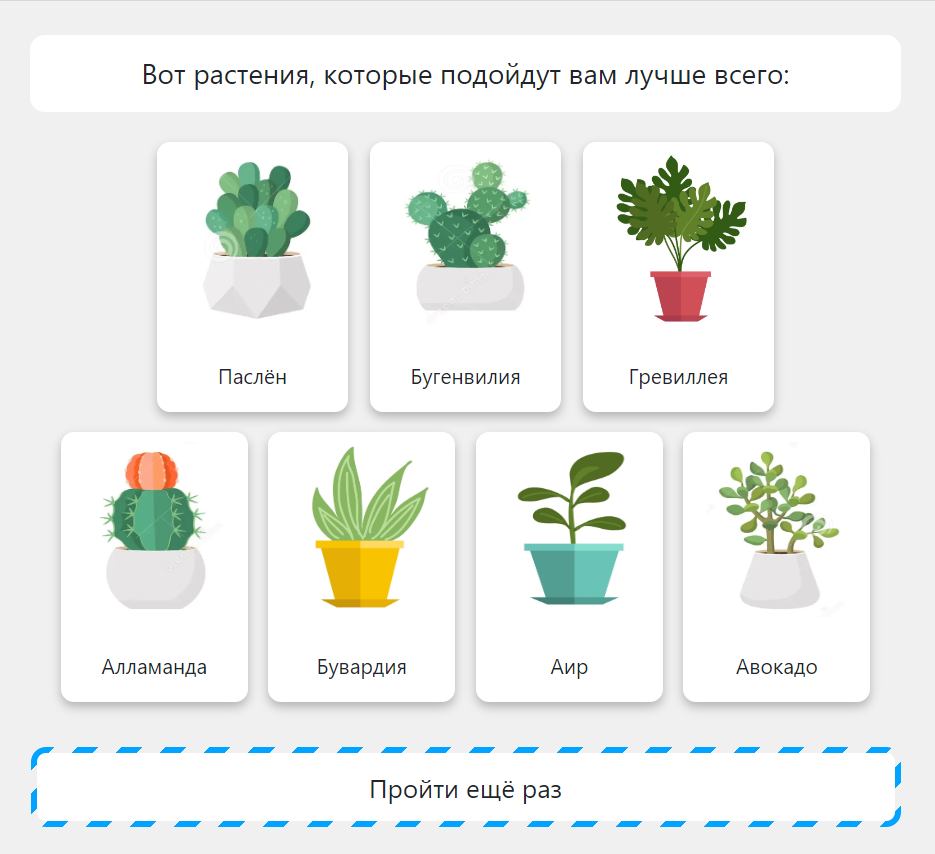 Вот растения, которые подойдут вам лучше всего:
Паслён
Бугенвилия
Гревиллея
Алламанда
Бувардия
Аир
Авокадо
Пройти ещё раз